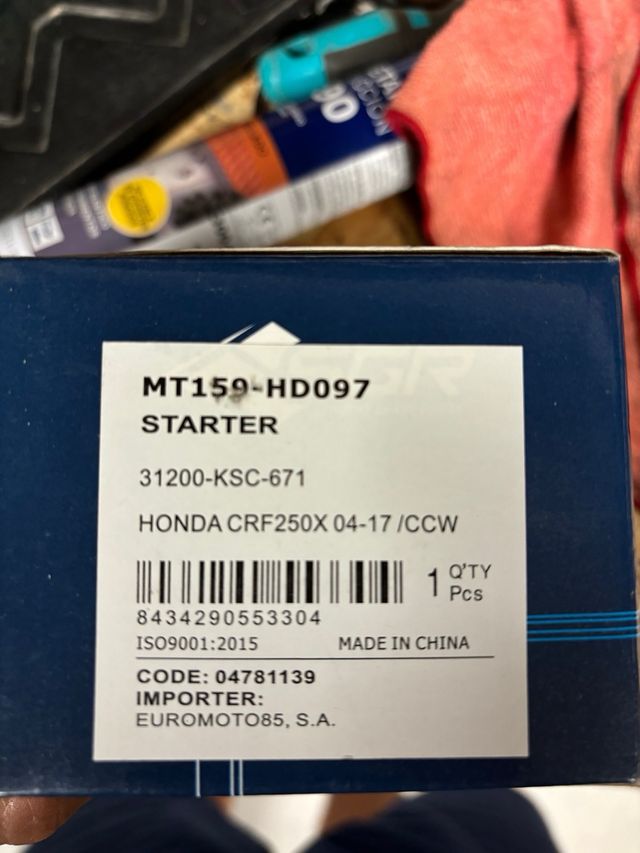 90
MT159-HD097
STARTER
31200-KSC-671
HONDA CRF250X 04-17 /CCW
1 Q'TY
Pcs
8434290553304
ISO9001:2015 MADE IN CHINA
CODE: 04781139
IMPORTER:
EUROMOTO85, S.A.